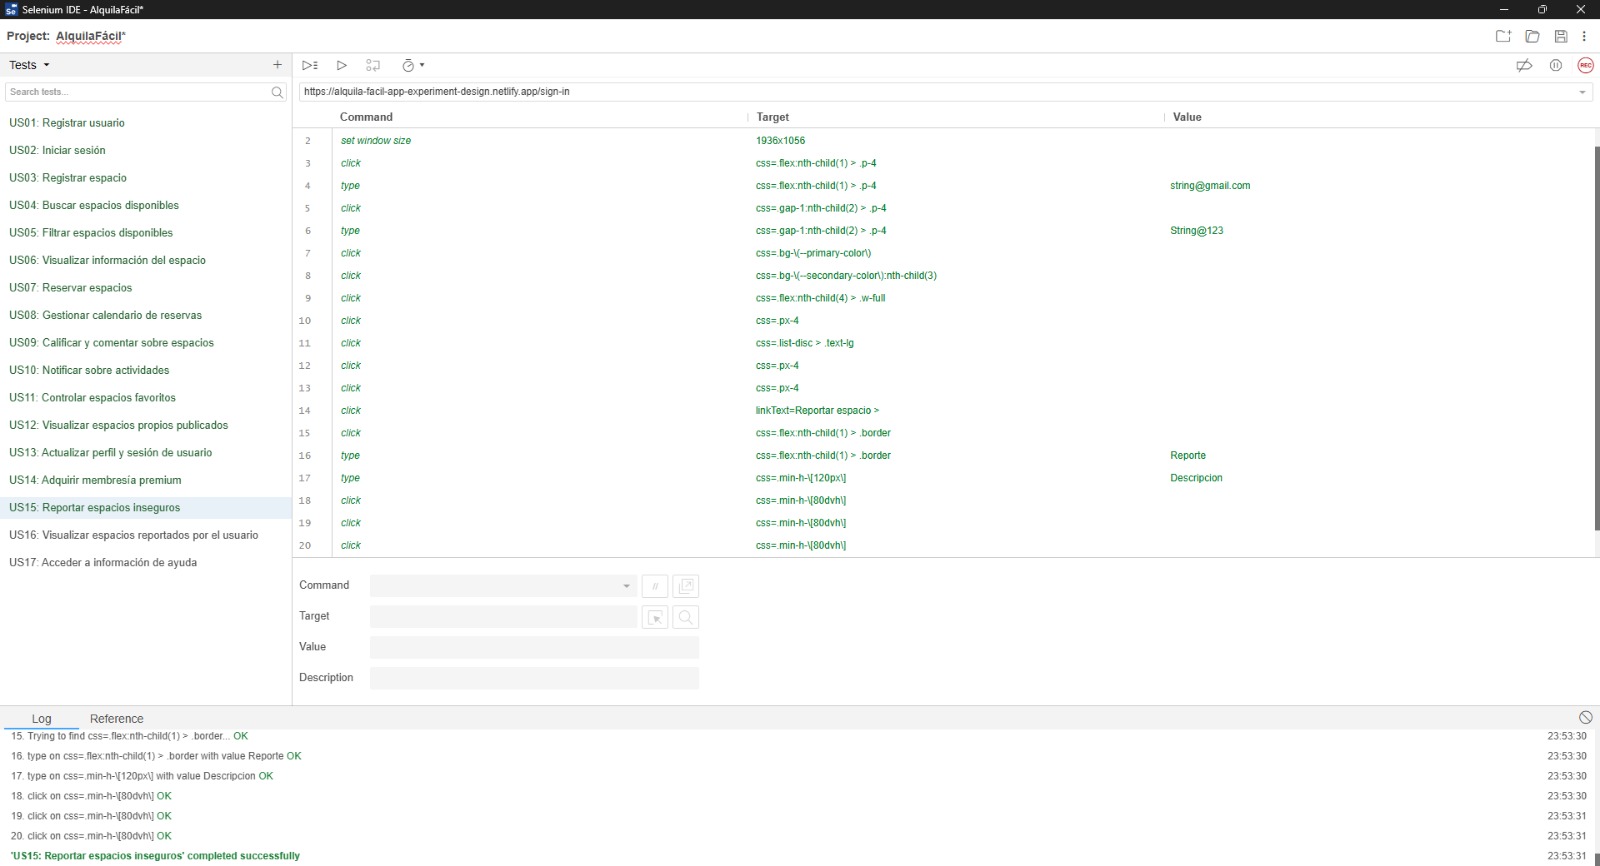 Selenium IDE - AlquilaFácil*
Project: AlquilaFácil*
Tests
Search tests...
US01: Registrar usuario
US02: Iniciar sesión
US03: Registrar espacio
US04: Buscar espacios disponibles
US05: Filtrar espacios disponibles
US06: Visualizar información del espacio
US07: Reservar espacios
US08: Gestionar calendario de reservas
US09: Calificar y comentar sobre espacios
US10: Notificar sobre actividades
US11: Controlar espacios favoritos
US12: Visualizar espacios propios publicados
US13: Actualizar perfil y sesión de usuario
US14: Adquirir membresía premium
US15: Reportar espacios inseguros
US16: Visualizar espacios reportados por el usuario
US17: Acceder a información de ayuda
REC
https://alquila-facil-app-experiment-design.netlify.app/sign-in
Command Target Value
2 set window size 1936x1056
3 click css=.flex:nth-child(1) > .p-4
4 type css=.flex:nth-child(1) > .p-4 string@gmail.com
5 click css=.gap-1:nth-child(2) > .p-4
6 type css=.gap-1:nth-child(2) > .p-4 String@123
7 click css=.bg-\(--primary-color\)
8 click css=.bg-\(--secondary-color\):nth-child(3)
9 click css=.flex:nth-child(4) > .w-full
10 click css=.px-4
11 click css=.list-disc > .text-lg
12 click css=.px-4
13 click css=.px-4
14 click linkText=Reportar espacio >
15 click css=.flex:nth-child(1) > .border
16 type css=.flex:nth-child(1) > .border Reporte
17 type css=.min-h-\[120px\] Descripcion
18 click css=.min-h-\[80dvh\]
19 click css=.min-h-\[80dvh\]
20 click css=.min-h-\[80dvh\]
Command //
Target
Value
Description
Log Reference
15. Trying to find css=.flex:nth-child(1) > .border... OK 23:53:30
16. type on css=.flex:nth-child(1) > .border with value Reporte OK 23:53:30
17. type on css=.min-h-\[120px\] with value Descripcion OK 23:53:30
18. click on css=.min-h-\[80dvh\] OK 23:53:30
19. click on css=.min-h-\[80dvh\] OK 23:53:31
20. click on css=.min-h-\[80dvh\] OK 23:53:31
'US15: Reportar espacios inseguros' completed successfully 23:53:31